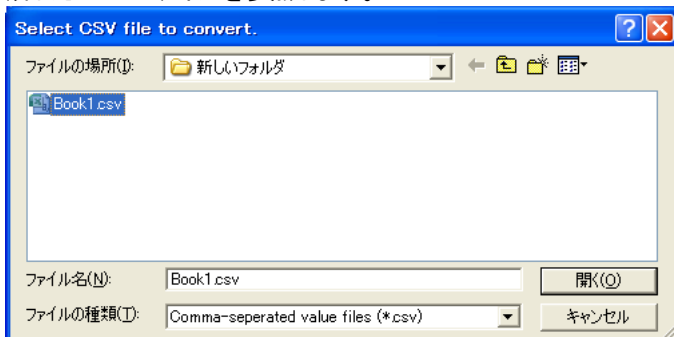 Select CSV file to convert.
ファイルの場所(I): 新しいフォルダ
Book1.csv
ファイル名(N): Book1.csv 開く(O)
ファイルの種類(T): Comma-seperated value files (*.csv) キャンセル